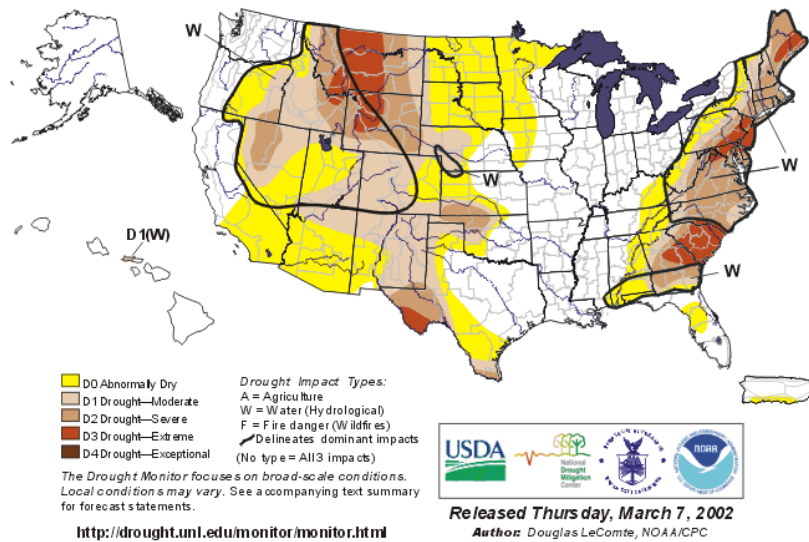 W
W
W
W
W
D1(W)
D0 Abnormally Dry
D1 Drought—Moderate
D2 Drought—Severe
D3 Drought—Extreme
D4 Drought—Exceptional
Drought Impact Types:
A = Agriculture
W = Water (Hydrological)
F = Fire danger (Wildfires)
Delineates dominant impacts
(No type = All 3 impacts)
The Drought Monitor focuses on broad-scale conditions.
Local conditions may vary. See accompanying text summary
for forecast statements.
http://drought.unl.edu/monitor/monitor.html
USDA
National
Drought
Mitigation
Center
NOAA
Released Thursday, March 7, 2002
Author: Douglas LeComte, NOAA/CPC